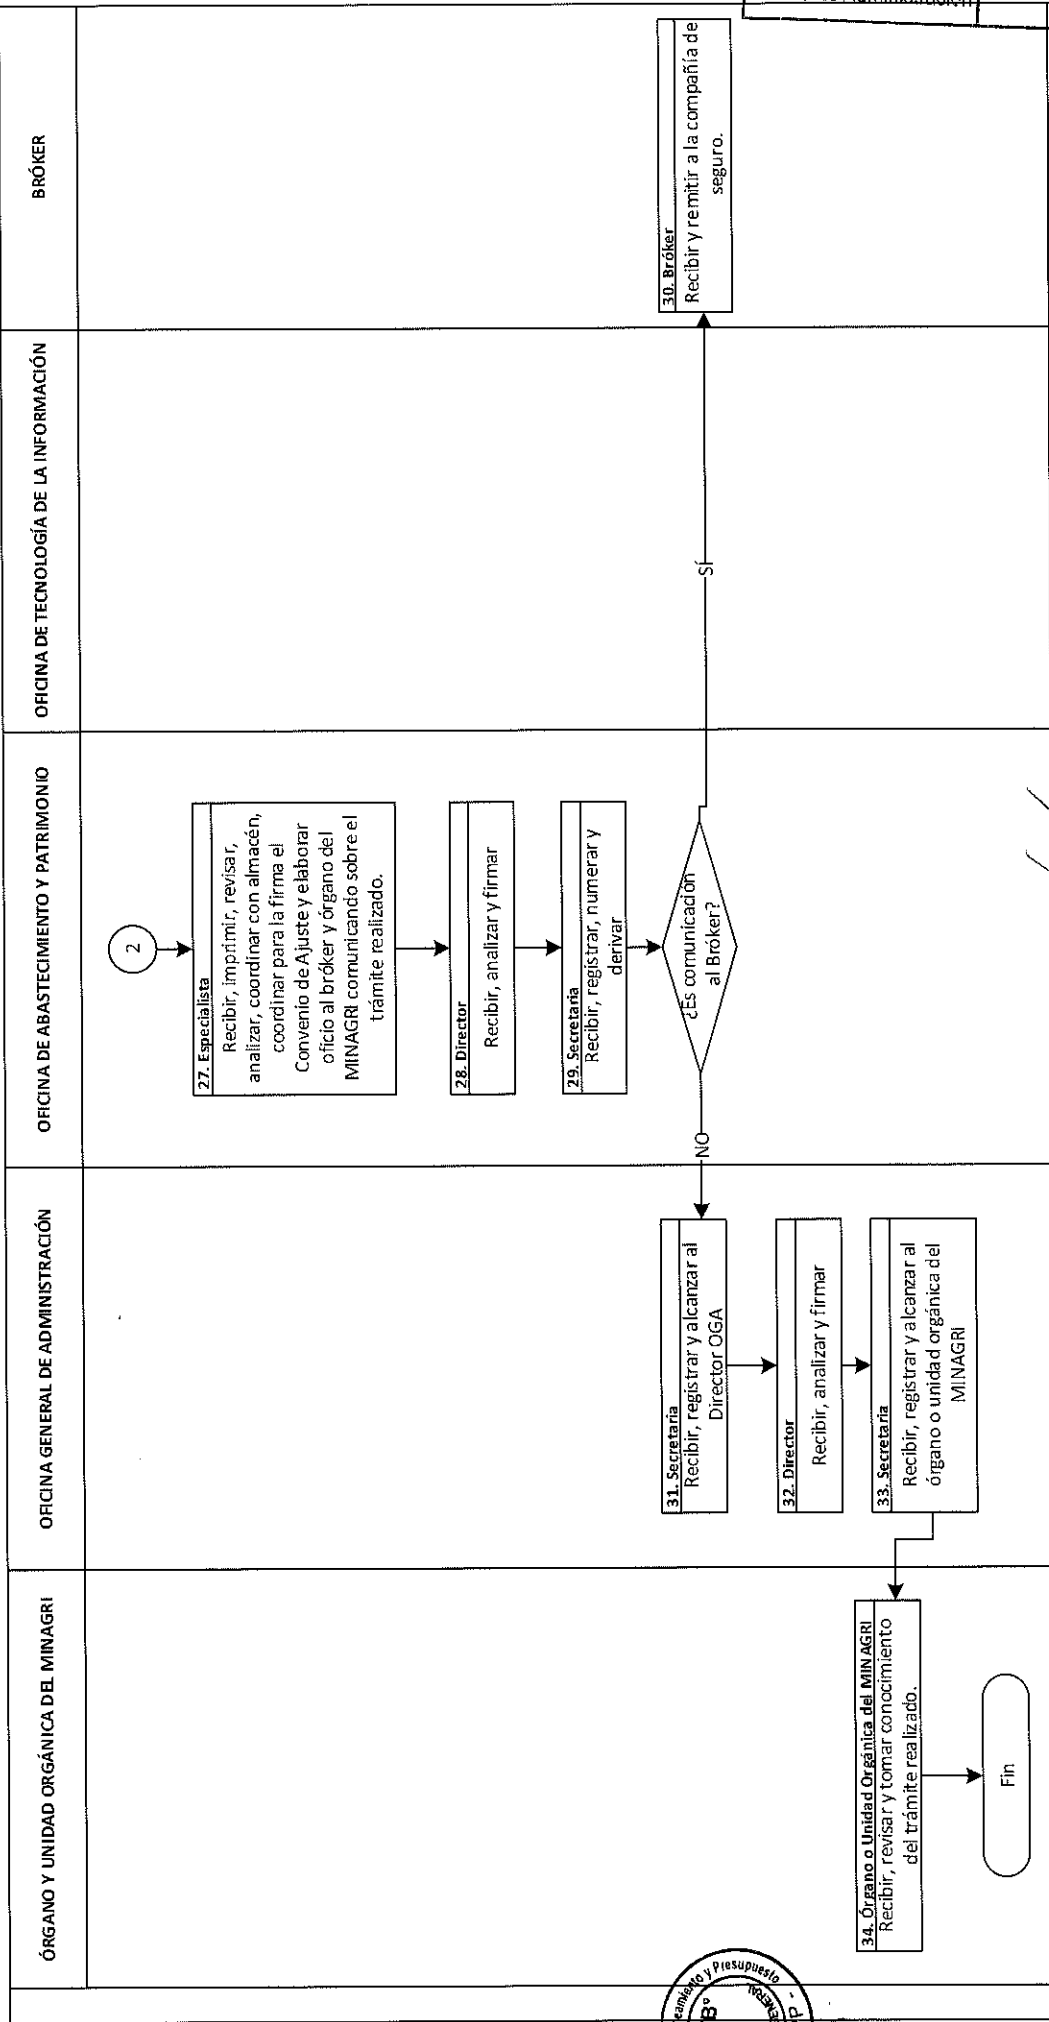 ÓRGANO Y UNIDAD ORGÁNICA DEL MINAGRI
OFICINA GENERAL DE ADMINISTRACIÓN
OFICINA DE ABASTECIMIENTO Y PATRIMONIO
OFICINA DE TECNOLOGÍA DE LA INFORMACIÓN
BRÓKER
2
27. Especialista
Recibir, imprimir, revisar,
analizar, coordinar con almacén,
coordinar para la firma el
Convenio de Ajuste y elaborar
oficio al bróker y órgano del
MINAGRI comunicando sobre el
trámite realizado.
28. Director
Recibir, analizar y firmar
29. Secretaria
Recibir, registrar, numerar y
derivar
¿Es comunicación
al Bróker?
SÍ
NO
30. Bróker
Recibir y remitir a la compañía de
seguro.
31. Secretaria
Recibir, registrar y alcanzar al
Director OGA
32. Director
Recibir, analizar y firmar
33. Secretaria
Recibir, registrar y alcanzar al
órgano o unidad orgánica del
MINAGRI
34. Órgano o Unidad Orgánica del MINAGRI
Recibir, revisar y tomar conocimiento
del trámite realizado.
Fin
y Presupuesto
B°